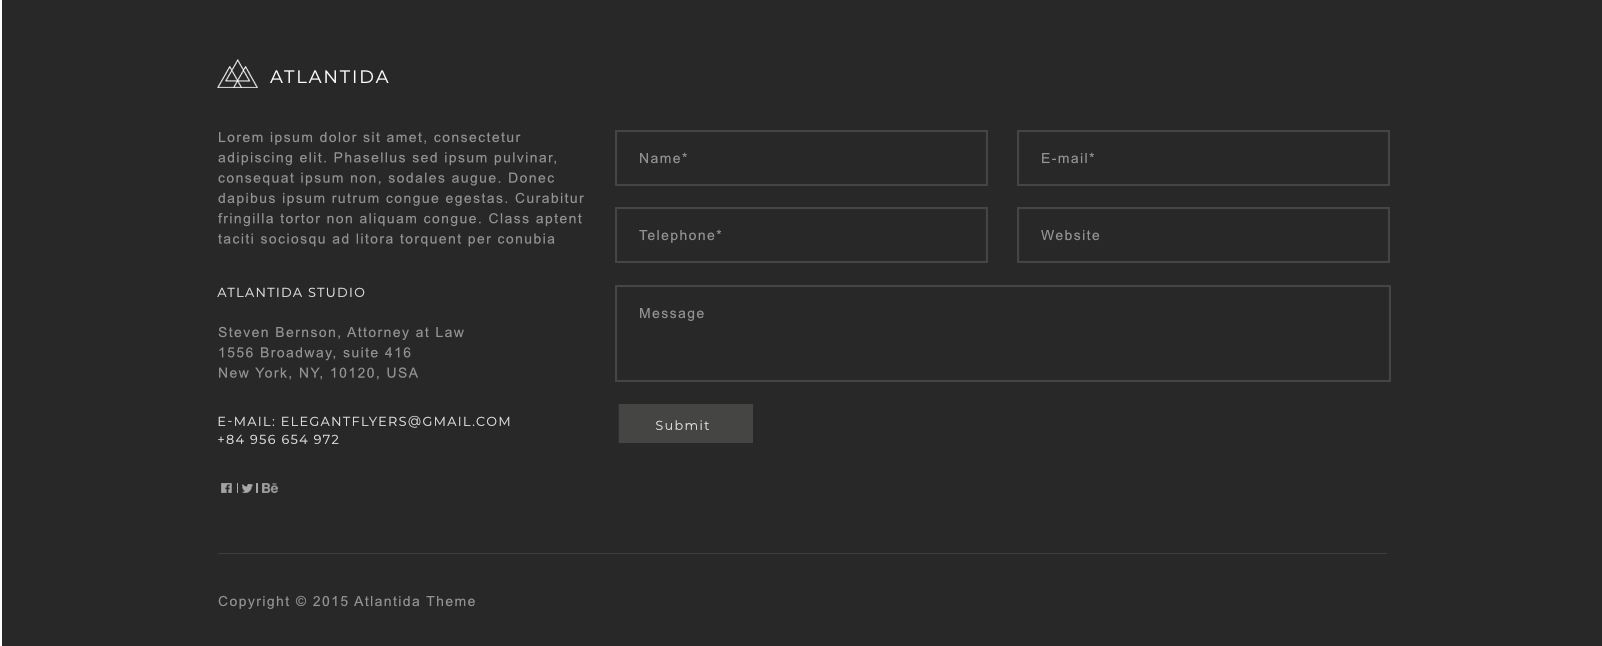 ATLANTIDA
Lorem ipsum dolor sit amet, consectetur
adipiscing elit. Phasellus sed ipsum pulvinar,
consequat ipsum non, sodales augue. Donec
dapibus ipsum rutrum congue egestas. Curabitur
fringilla tortor non aliquam congue. Class aptent
taciti sociosqu ad litora torquent per conubia
ATLANTIDA STUDIO
Steven Bernson, Attorney at Law
1556 Broadway, suite 416
New York, NY, 10120, USA
E-MAIL: ELEGANTFLYERS@GMAIL.COM
+84 956 654 972
Bē
Name*
E-mail*
Telephone*
Website
Message
Submit
Copyright © 2015 Atlantida Theme